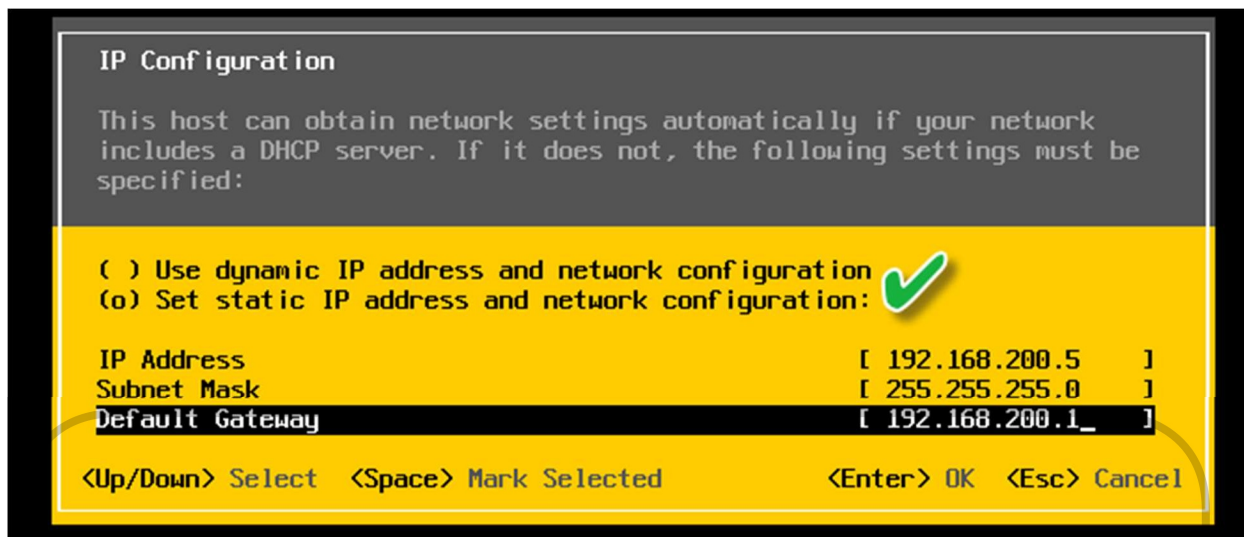 IP Configuration
This host can obtain network settings automatically if your network
includes a DHCP server. If it does not, the following settings must be
specified:
( ) Use dynamic IP address and network configuration
(o) Set static IP address and network configuration:
IP Address [ 192.168.200.5 ]
Subnet Mask [ 255.255.255.0 ]
Default Gateway [ 192.168.200.1_ ]
<Up/Down> Select <Space> Mark Selected <Enter> OK <Esc> Cancel